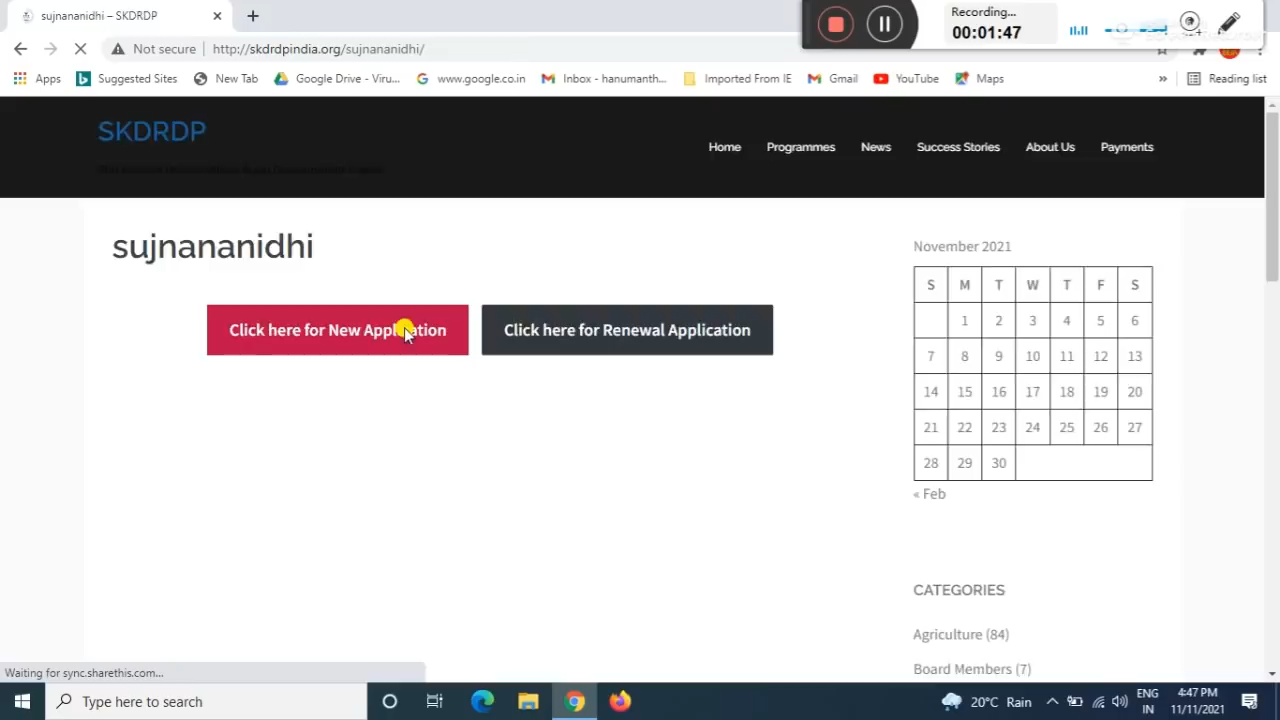 sujnananidhi – SKDRDP
Recording...
00:01:47
Not secure
http://skdrdpindia.org/sujnananidhi/
Apps
Suggested Sites
New Tab
Google Drive - Viru...
www.google.co.in
Inbox - hanumanth...
Imported From IE
Gmail
YouTube
Maps
»
Reading list
SKDRDP
Home
Programmes
News
Success Stories
About Us
Payments
sujnananidhi
Click here for New Application
Click here for Renewal Application
November 2021
S M T W T F S
1 2 3 4 5 6
7 8 9 10 11 12 13
14 15 16 17 18 19 20
21 22 23 24 25 26 27
28 29 30
« Feb
CATEGORIES
Agriculture (84)
Board Members (7)
Waiting for sync.sharethis.com...
Type here to search
20°C Rain
ENG
IN
4:47 PM
11/11/2021